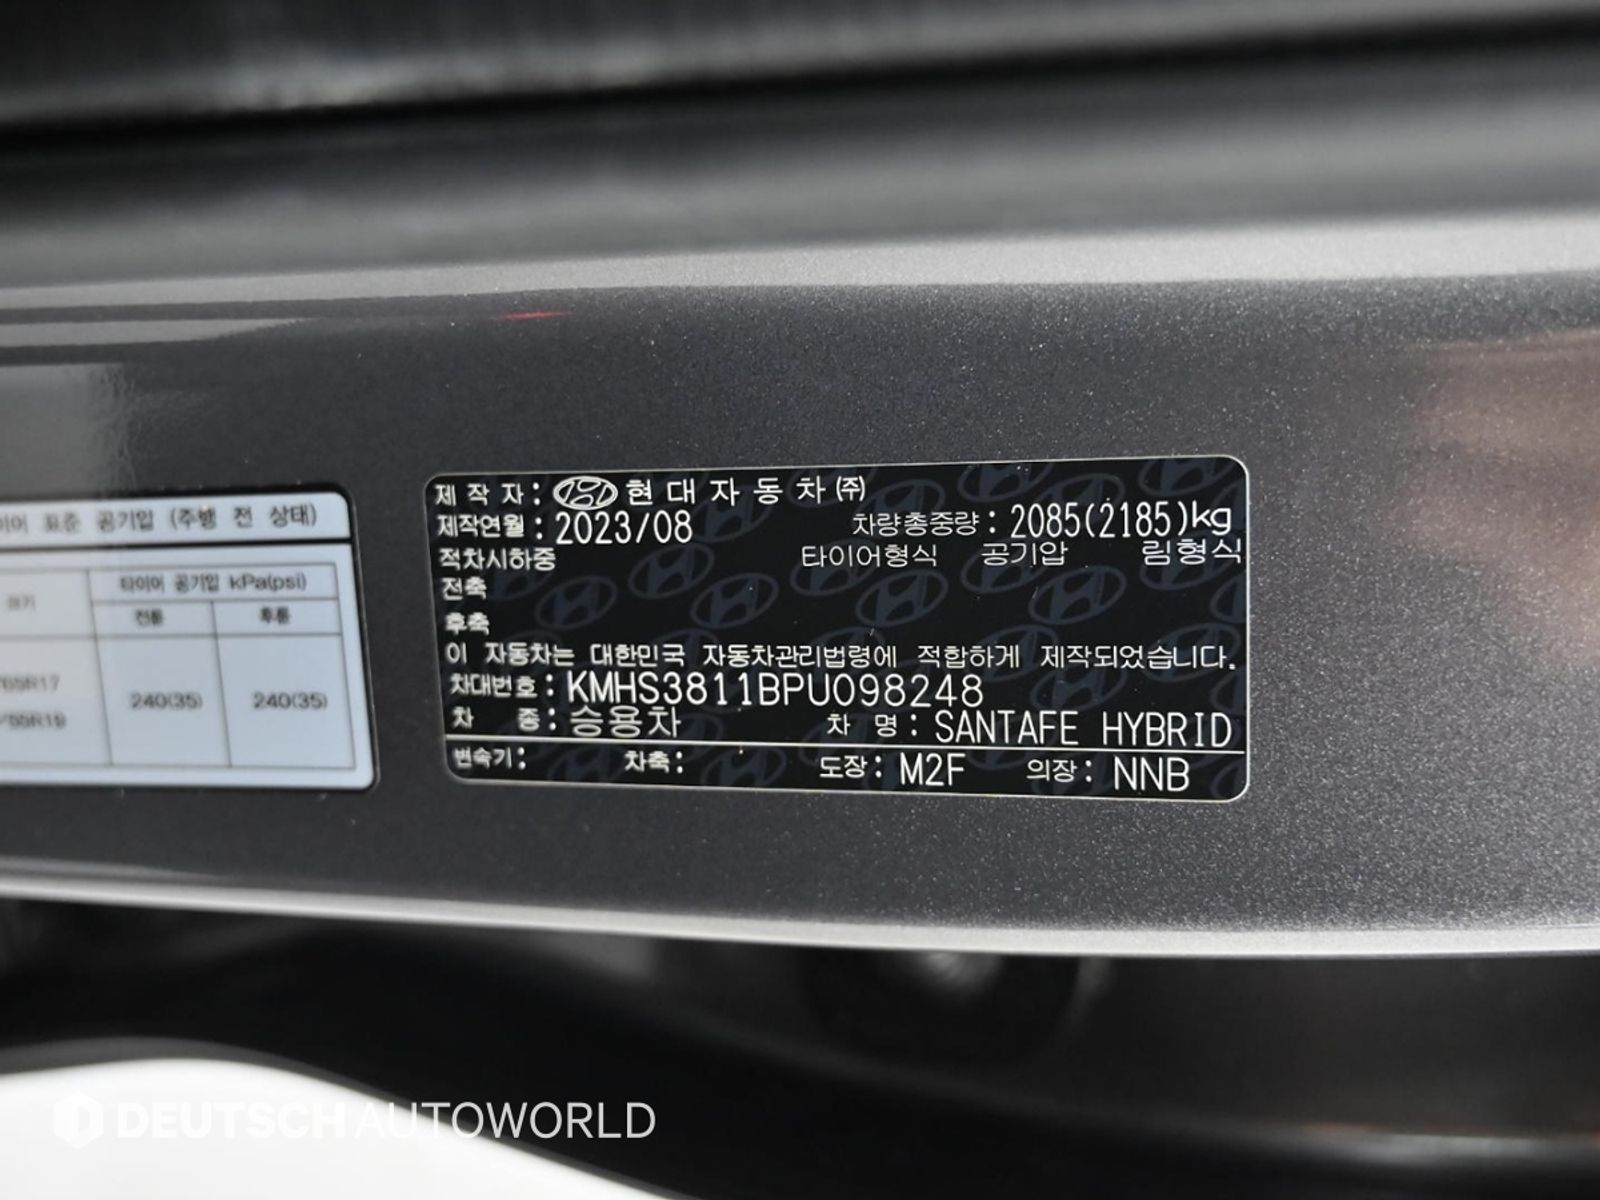 제 작 자 : 현 대 자 동 차 ㈜
제작연월 : 2023/08 차량총중량 : 2085(2185)kg
적차시하중 타이어형식 공기압 림형식
전축
후축
이 자동차는 대한민국 자동차관리법령에 적합하게 제작되었습니다.
차대번호 : KMHS3811BPU098248
차 종 : 승용차 차 명 : SANTAFE HYBRID
변속기 : 차축 : 도장 : M2F 의장 : NNB
표준 공기압 (주행 전 상태)
타이어 공기압 kPa(psi)
전륜 후륜
65R17
240(35) 240(35)
55R19
DEUTSCH AUTOWORLD